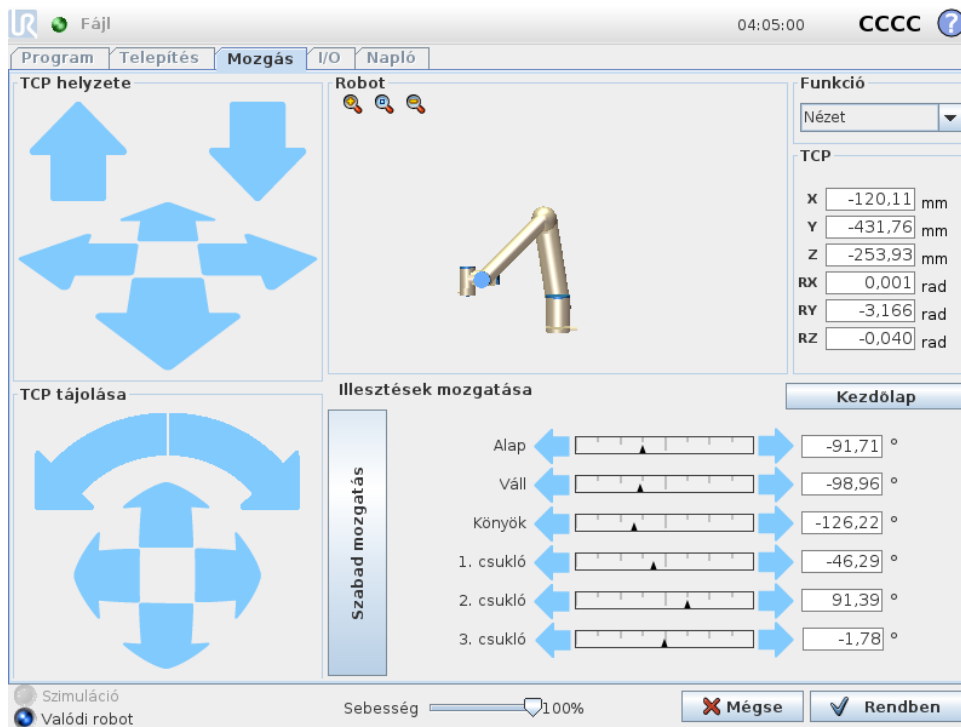 UR Fájl 04:05:00 CCCC ?
Program Telepítés Mozgás I/O Napló
TCP helyzete
Robot
Funkció
Nézet
TCP
X -120,11 mm
Y -431,76 mm
Z -253,93 mm
RX 0,001 rad
RY -3,166 rad
RZ -0,040 rad
TCP tájolása
Illesztések mozgatása
Kezdőlap
Szabad mozgatás
Alap -91,71 °
Váll -98,96 °
Könyök -126,22 °
1. csukló -46,29 °
2. csukló 91,39 °
3. csukló -1,78 °
Szimuláció
Valódi robot
Sebesség 100%
Mégse
Rendben